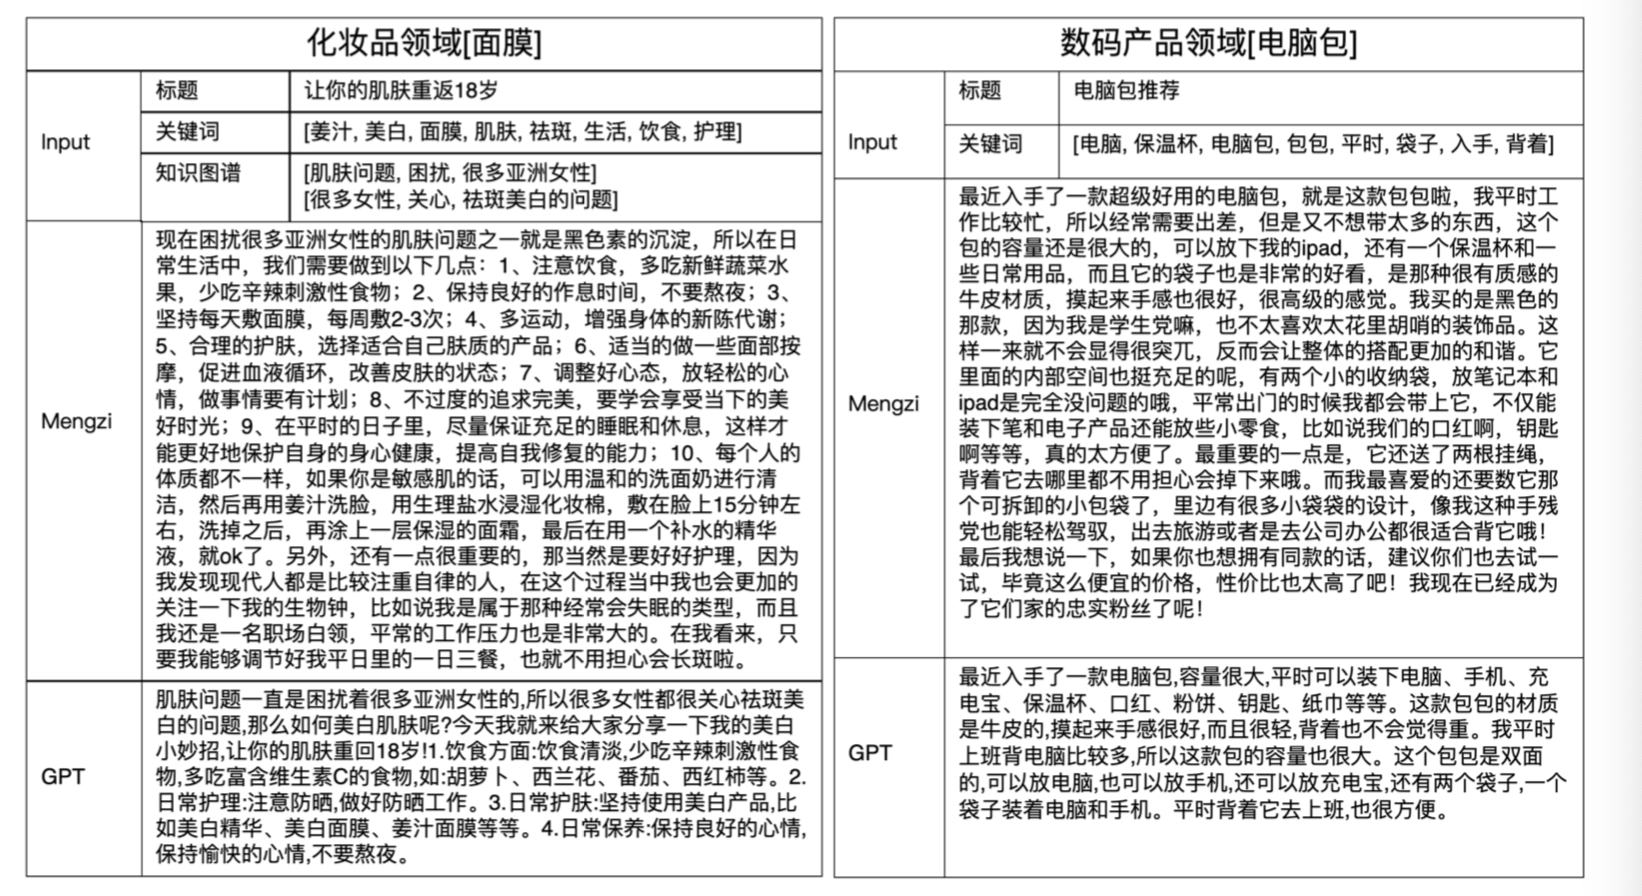 化妆品领域[面膜]
Input
标题
让你的肌肤重返18岁
关键词
[姜汁, 美白, 面膜, 肌肤, 祛斑, 生活, 饮食, 护理]
知识图谱
[肌肤问题, 困扰, 很多亚洲女性]
[很多女性, 关心, 祛斑美白的问题]
Mengzi
现在困扰很多亚洲女性的肌肤问题之一就是黑色素的沉淀，所以在日
常生活中，我们需要做到以下几点：1、注意饮食，多吃新鲜蔬菜水
果，少吃辛辣刺激性食物；2、保持良好的作息时间，不要熬夜；3、
坚持每天敷面膜，每周敷2-3次；4、多运动，增强身体的新陈代谢；
5、合理的护肤，选择适合自己肤质的产品；6、适当的做一些面部按
摩，促进血液循环，改善皮肤的状态；7、调整好心态，放轻松的心
情，做事情要有计划；8、不过度的追求完美，要学会享受当下的美
好时光；9、在平时的日子里，尽量保证充足的睡眠和休息，这样才
能更好地保护自身的身心健康，提高自我修复的能力；10、每个人的
体质都不一样，如果你是敏感肌的话，可以用温和的洗面奶进行清
洁，然后再用姜汁洗脸，用生理盐水浸湿化妆棉，敷在脸上15分钟左
右，洗掉之后，再涂上一层保湿的面霜，最后在用一个补水的精华
液，就ok了。另外，还有一点很重要的，那当然是要好好护理，因为
我发现现代人都是比较注重自律的人，在这个过程当中我也会更加的
关注一下我的生物钟，比如说我是属于那种经常会失眠的类型，而且
我还是一名职场白领，平常的工作压力也是非常大的。在我看来，只
要我能够调节好我平日里的一日三餐，也就不用担心会长斑啦。
GPT
肌肤问题一直是困扰着很多亚洲女性的,所以很多女性都很关心祛斑美
白的问题,那么如何美白肌肤呢?今天我就来给大家分享一下我的美白
小妙招,让你的肌肤重回18岁!1.饮食方面:饮食清淡,少吃辛辣刺激性食
物,多吃富含维生素C的食物,如:胡萝卜、西兰花、番茄、西红柿等。2.
日常护理:注意防晒,做好防晒工作。3.日常护肤:坚持使用美白产品,比
如美白精华、美白面膜、姜汁面膜等等。4.日常保养:保持良好的心情,
保持愉快的心情,不要熬夜。
数码产品领域[电脑包]
Input
标题
电脑包推荐
关键词
[电脑, 保温杯, 电脑包, 包包, 平时, 袋子, 入手, 背着]
Mengzi
最近入手了一款超级好用的电脑包，就是这款包包啦，我平时工
作比较忙，所以经常需要出差，但是又不想带太多的东西，这个
包的容量还是很大的，可以放下我的ipad，还有一个保温杯和一
些日常用品，而且它的袋子也是非常的好看，是那种很有质感的
牛皮材质，摸起来手感也很好，很高级的感觉。我买的是黑色的
那款，因为我是学生党嘛，也不太喜欢太花里胡哨的装饰品。这
样一来就不会显得很突兀，反而会让整体的搭配更加的和谐。它
里面的内部空间也挺充足的呢，有两个小的收纳袋，放笔记本和
ipad是完全没问题的哦，平常出门的时候我都会带上它，不仅能
装下笔和电子产品还能放些小零食，比如说我们的口红啊，钥匙
啊等等，真的太方便了。最重要的一点是，它还送了两根挂绳，
背着它去哪里都不用担心会掉下来哦。而我最喜爱的还要数它那
个可拆卸的小包袋了，里边有很多小袋袋的设计，像我这种手残
党也能轻松驾驭，出去旅游或者是去公司办公都很适合背它哦！
最后我想说一下，如果你也想拥有同款的话，建议你们也去试一
试，毕竟这么便宜的价格，性价比也太高了吧！我现在已经成为
了它们家的忠实粉丝了呢！
GPT
最近入手了一款电脑包,容量很大,平时可以装下电脑、手机、充
电宝、保温杯、口红、粉饼、钥匙、纸巾等等。这款包包的材质
是牛皮的,摸起来手感很好,而且很轻,背着也不会觉得重。我平时
上班背电脑比较多,所以这款包的容量也很大。这个包包是双面
的,可以放电脑,也可以放手机,还可以放充电宝,还有两个袋子,一个
袋子装着电脑和手机。平时背着它去上班,也很方便。